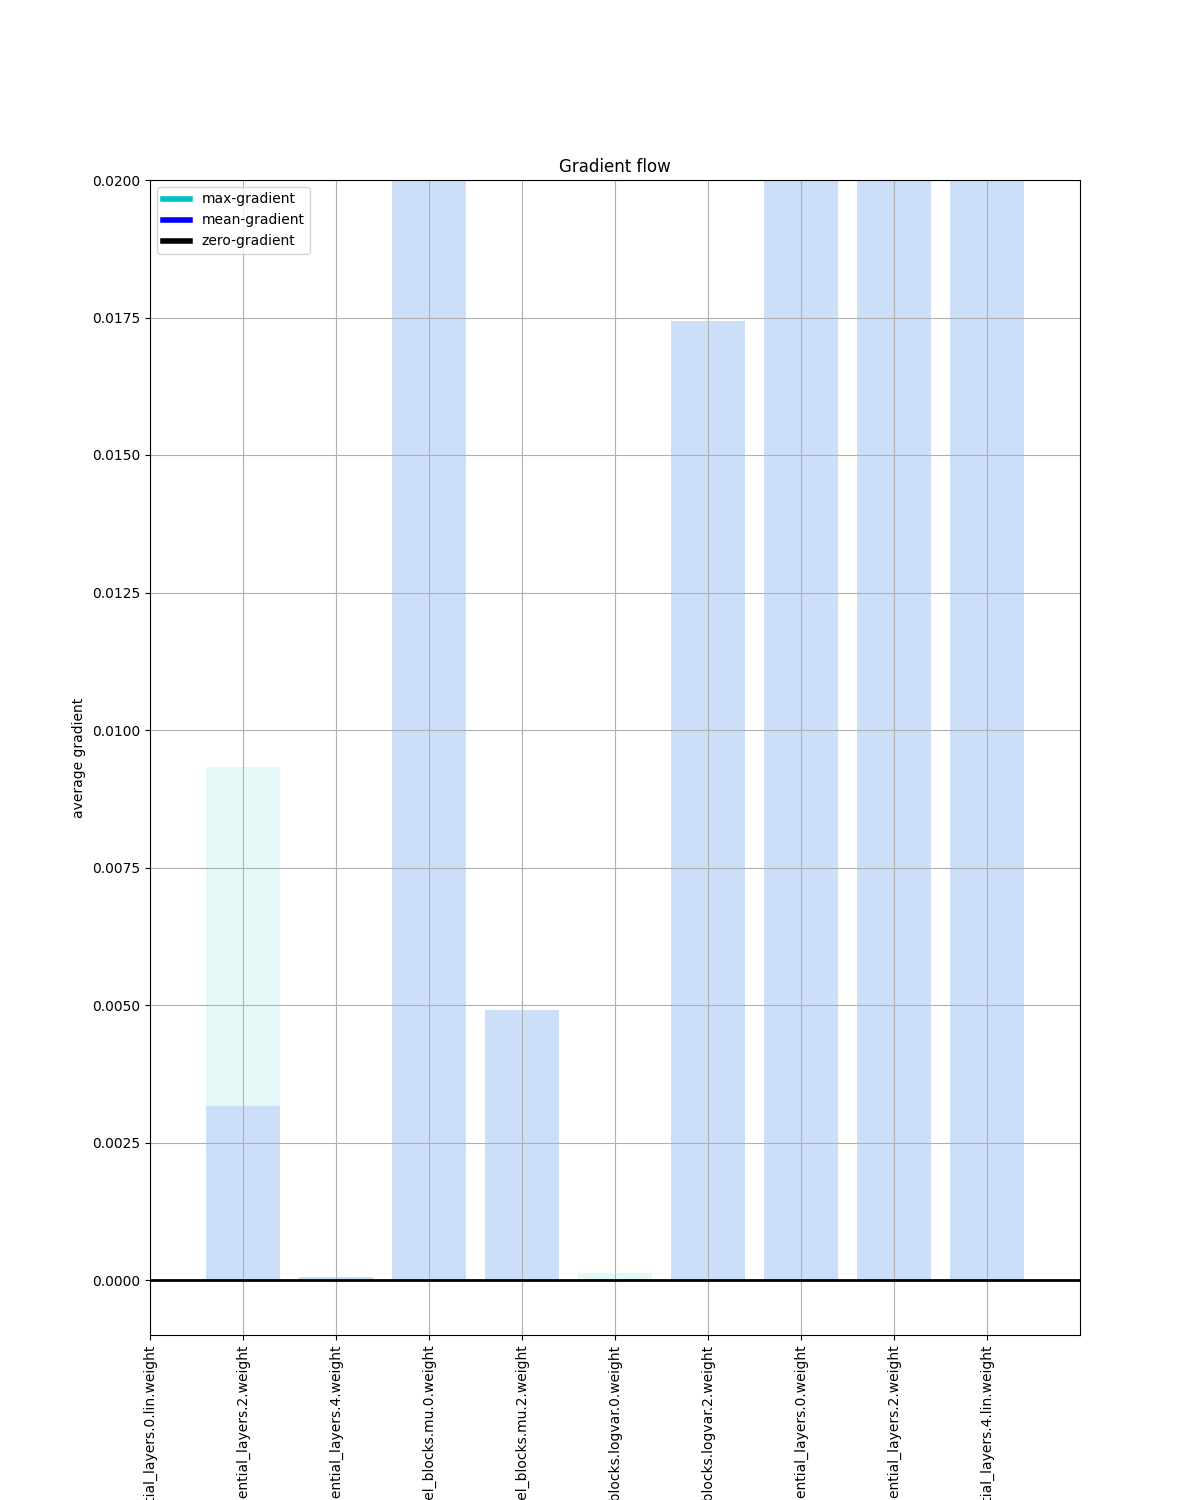 Gradient flow
max-gradient
mean-gradient
zero-gradient
0.0200
0.0175
0.0150
0.0125
0.0100
0.0075
0.0050
0.0025
0.0000
average gradient
tial_layers.0.lin.weight
ential_layers.2.weight
ential_layers.4.weight
el_blocks.mu.0.weight
el_blocks.mu.2.weight
blocks.logvar.0.weight
blocks.logvar.2.weight
ential_layers.0.weight
ential_layers.2.weight
tial_layers.4.lin.weight